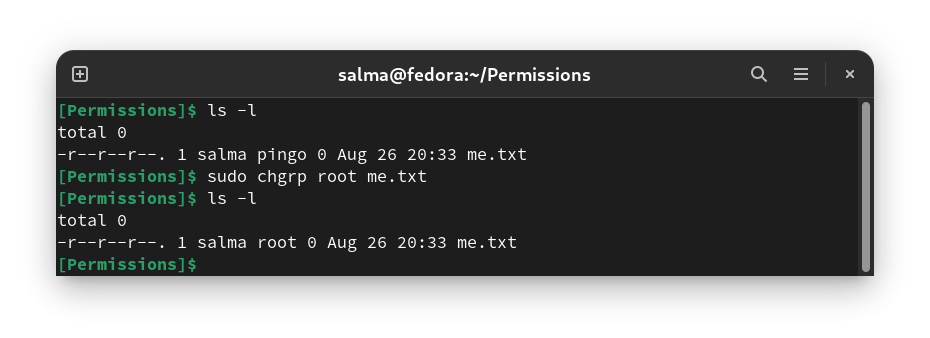 salma@fedora:~/Permissions
[Permissions]$ ls -l
total 0
-r--r--r--. 1 salma pingo 0 Aug 26 20:33 me.txt
[Permissions]$ sudo chgrp root me.txt
[Permissions]$ ls -l
total 0
-r--r--r--. 1 salma root 0 Aug 26 20:33 me.txt
[Permissions]$